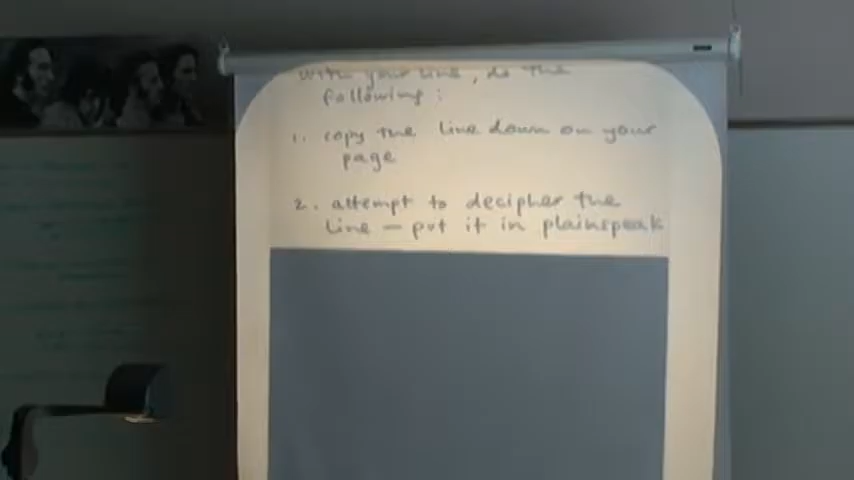 with your line, do the
following:
1. copy the line down on your
page
2. attempt to decipher the
line — put it in plainspeak